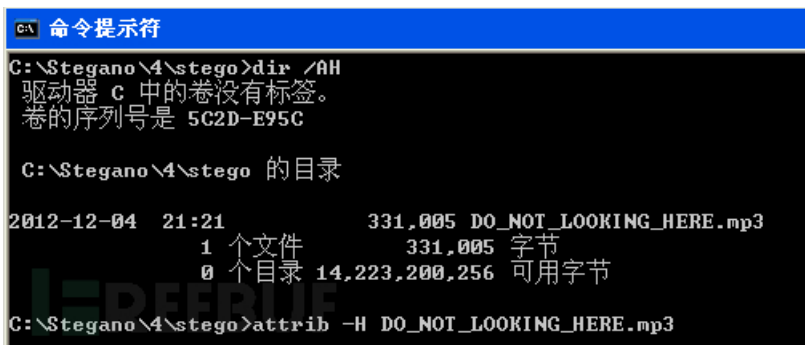 命令提示符
C:\Stegano\4\stego>dir /AH
驱动器 C 中的卷没有标签。
卷的序列号是 5C2D-E95C
C:\Stegano\4\stego 的目录
2012-12-04  21:21           331,005 DO_NOT_LOOKING_HERE.mp3
1 个文件        331,005 字节
0 个目录 14,223,200,256 可用字节
REEBUF
C:\Stegano\4\stego>attrib -H DO_NOT_LOOKING_HERE.mp3